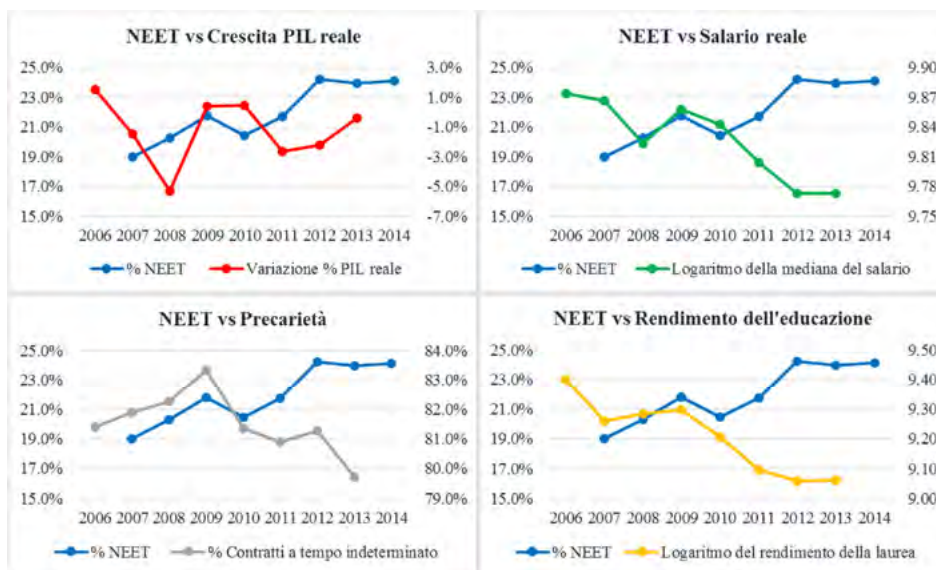 NEET vs Crescita PIL reale
25.0% 3.0%
23.0% 1.0%
21.0% -1.0%
19.0% -3.0%
17.0% -5.0%
15.0% -7.0%
2006 2007 2008 2009 2010 2011 2012 2013 2014
% NEET Variazione % PIL reale
NEET vs Salario reale
25.0% 9.90
23.0% 9.87
21.0% 9.84
19.0% 9.81
17.0% 9.78
15.0% 9.75
2006 2007 2008 2009 2010 2011 2012 2013 2014
% NEET Logaritmo della mediana del salario
NEET vs Precarietà
25.0% 84.0%
23.0% 83.0%
21.0% 82.0%
19.0% 81.0%
17.0% 80.0%
15.0% 79.0%
2006 2007 2008 2009 2010 2011 2012 2013 2014
% NEET % Contratti a tempo indeterminato
NEET vs Rendimento dell'educazione
25.0% 9.50
23.0% 9.40
21.0% 9.30
19.0% 9.20
17.0% 9.10
15.0% 9.00
2006 2007 2008 2009 2010 2011 2012 2013 2014
% NEET Logaritmo del rendimento della laurea